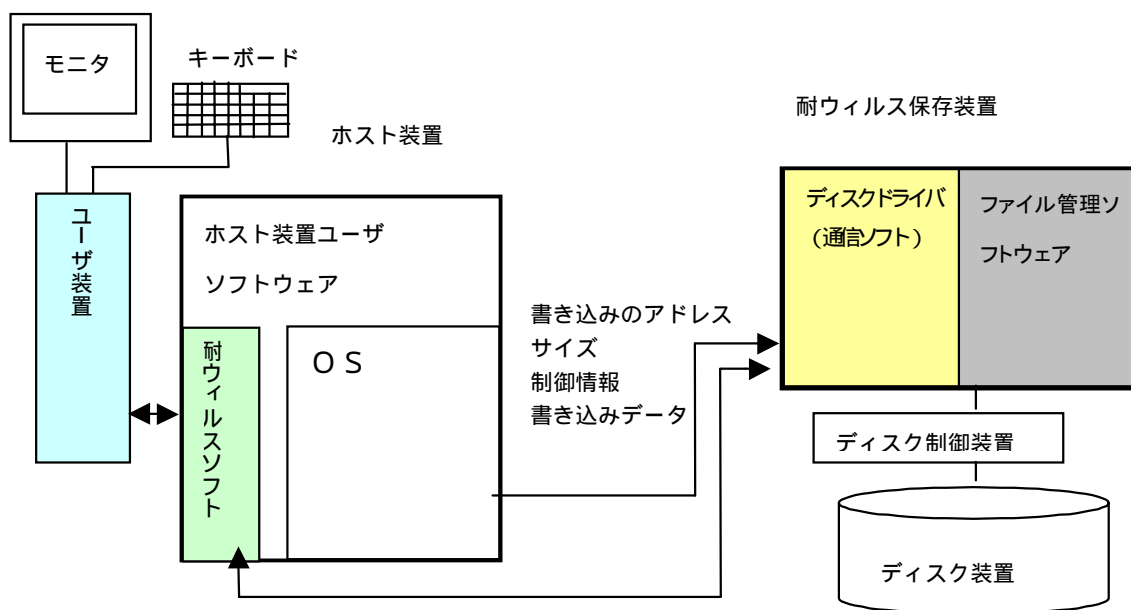 モニタ
キーボード
ホスト装置
耐ウィルス保存装置
ユーザ装置
ホスト装置ユーザ
ソフトウェア
耐ウィルスソフト
ＯＳ
書き込みのアドレス
サイズ
制御情報
書き込みデータ
ディスクドライバ
(通信ソフト)
ファイル管理ソ
フトウェア
ディスク制御装置
ディスク装置